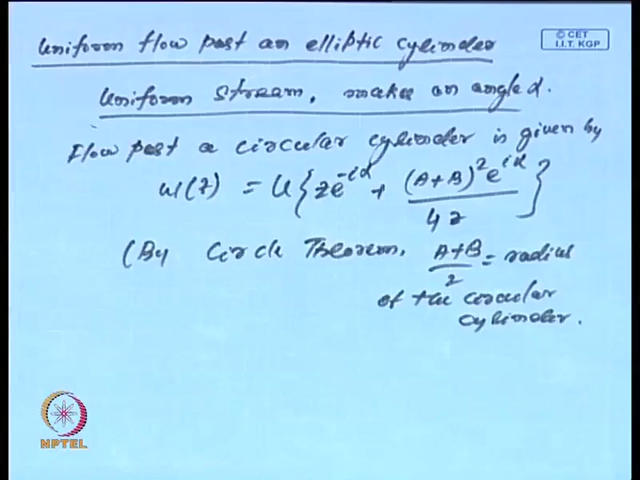 Uniform flow past an elliptic cylinder
© CET
I.I.T. KGP
Uniform stream, makes an angle α.
Flow past a circular cylinder is given by
w(z) = U{ze^{-iα} + (A+B)^2 e^{iα} / 4z}
(By Circle Theorem, A+B / 2 = radius
of the circular
cylinder.
NPTEL